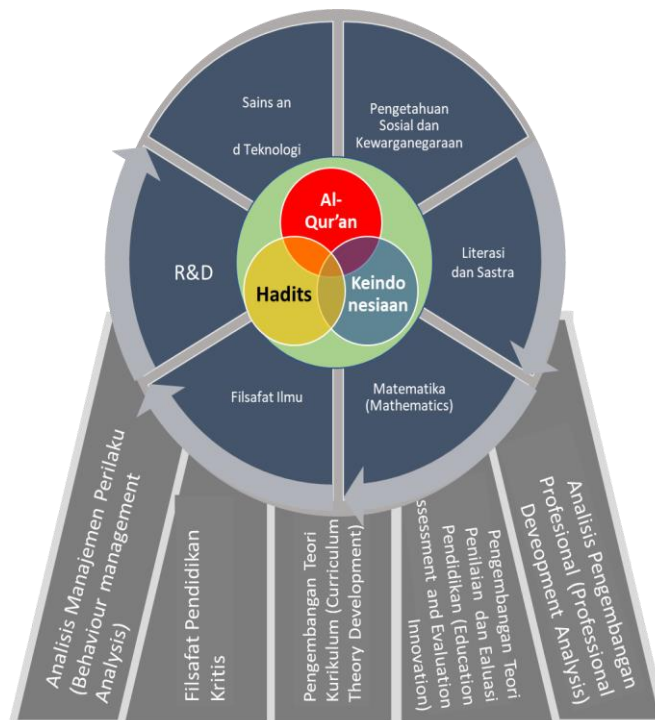 Sains an
d Teknologi
Pengetahuan
Sosial dan
Kewarganegaraan
R&D
Al-
Qur’an
Hadits
Keindo
nesiaan
Literasi
dan Sastra
Filsafat Ilmu
Matematika
(Mathematics)
Analisis Manajemen Perilaku
(Behaviour management
Analysis)
Filsafat Pendidikan
Kritis
Pengembangan Teori
Kurikulum (Curriculum
Theory Development)
Pengembangan Teori
Penilaian dan Ealuasi
Pendidikan (Education
ssessment and Evaluation
Innovation)
Analisis Pengembangan
Profesional (Professional
Deveopment Analysis)